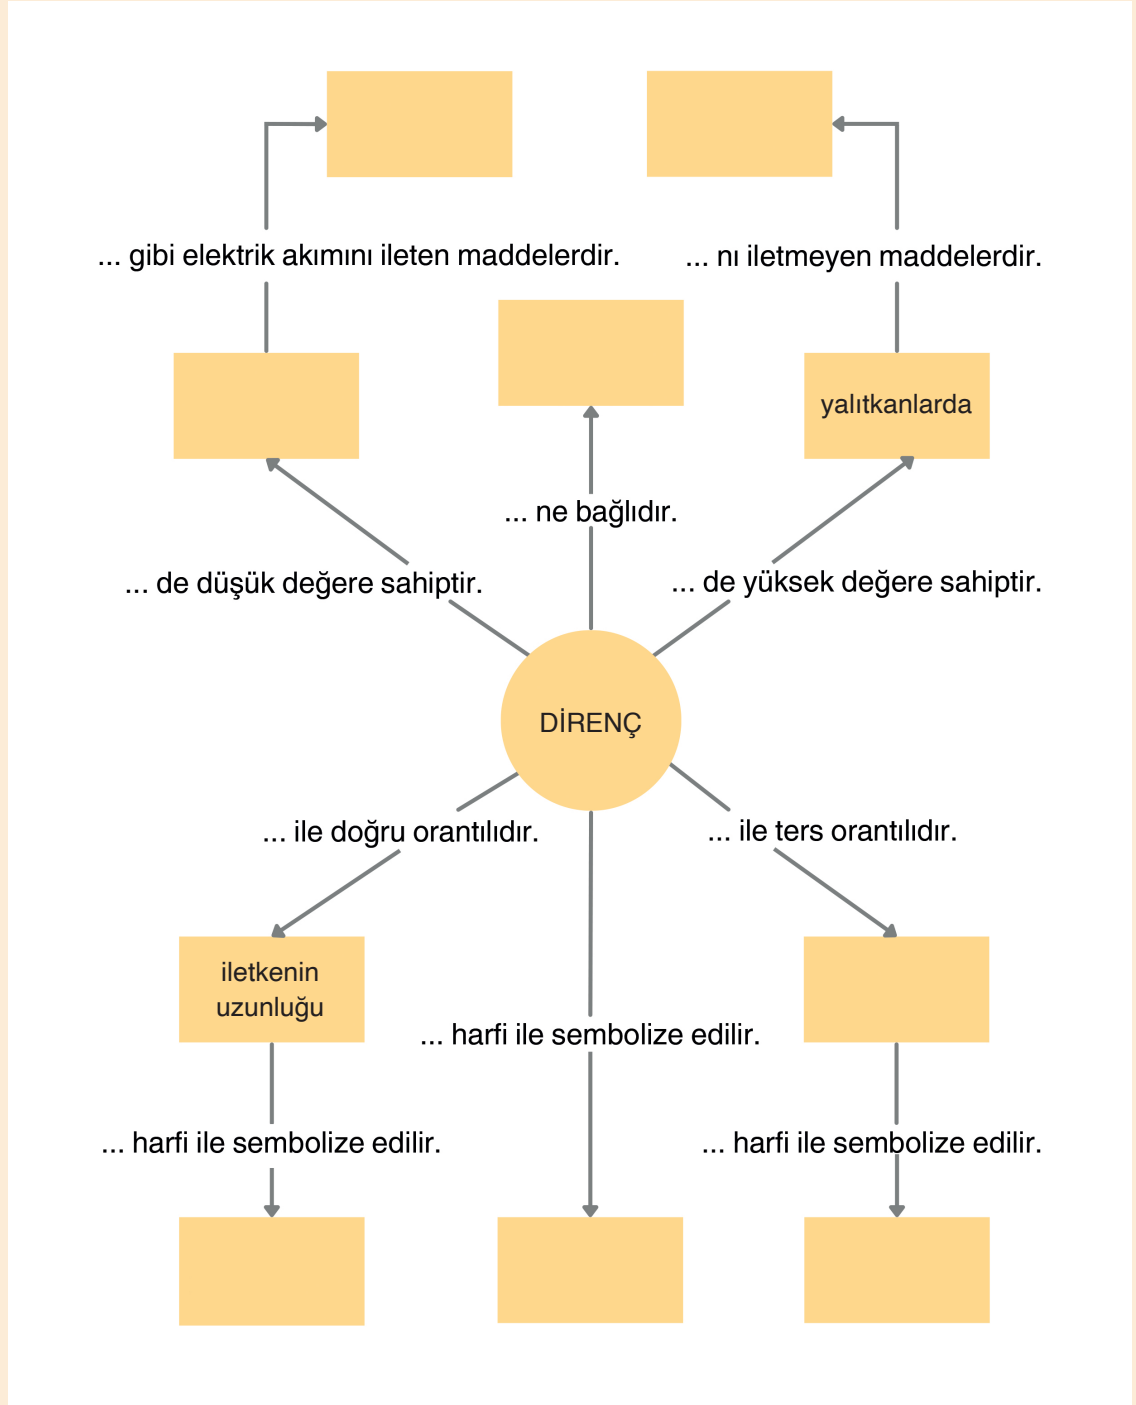 ... gibi elektrik akımını ileten maddelerdir.
... nı iletmeyen maddelerdir.
yalıtkanlarda
... ne bağlıdır.
... de düşük değere sahiptir.
... de yüksek değere sahiptir.
DİRENÇ
... ile doğru orantılıdır.
... ile ters orantılıdır.
iletkenin
uzunluğu
... harfi ile sembolize edilir.
... harfi ile sembolize edilir.
... harfi ile sembolize edilir.